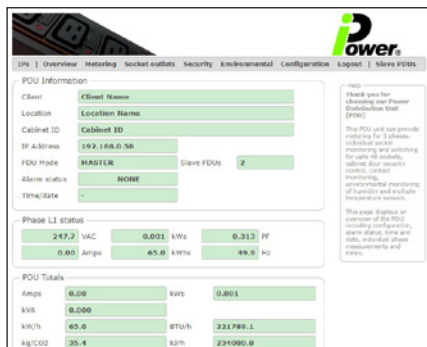 iPower®
IPs | Overview Metering Socket outlets Security Environmental Configuration Logout | Slave PDUs
PDU Information
Client Client Name
Location Location Name
Cabinet ID Cabinet ID
IP Address 192.168.0.56
PDU Mode MASTER Slave PDUs 2
Alarm status NONE
Time/date -
Phase L1 status
247.7 VAC 0.001 kWs 0.313 PF
0.00 Amps 65.0 kWhs 49.9 Hz
PDU Totals
Amps 0.00 kWs 0.001
kVA 0.000
kW/h 65.0 BTU/h 221789.1
kg/CO2 35.4 kJ/h 234000.0
Help
Thank you for
choosing our Power
Distribution Unit
[PDU]
This PDU unit can provide
metering for 3 phases,
individual socket
monitoring and switching
for upto 48 sockets,
cabinet door security
control, contact
monitoring,
environmental monitoring
of humidity and multiple
temperature sensors.
This page displays an
overview of the PDU
including configuration,
alarm status, time and
date, individual phase
measurements and
totals.